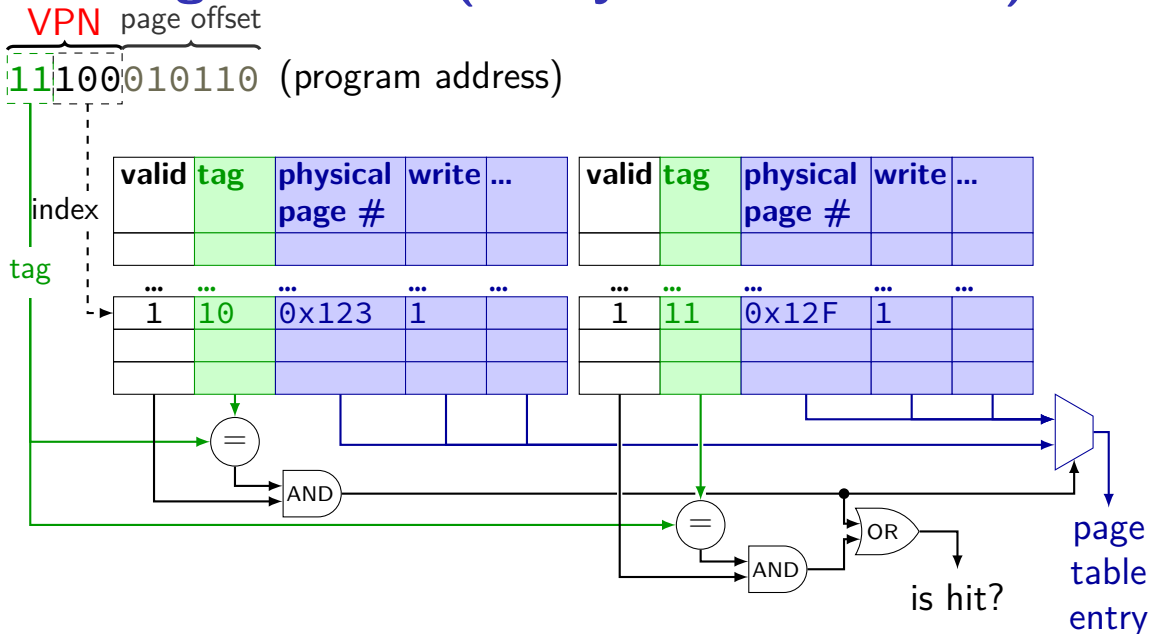 VPN page offset
11100010110 (program address)
valid tag physical page # write ... valid tag physical page # write ...
index
tag
... ... ... ... ... ... ... ... ... ...
1 10 0x123 1 1 11 0x12F 1
=
AND
=
OR
AND
is hit?
page
table
entry